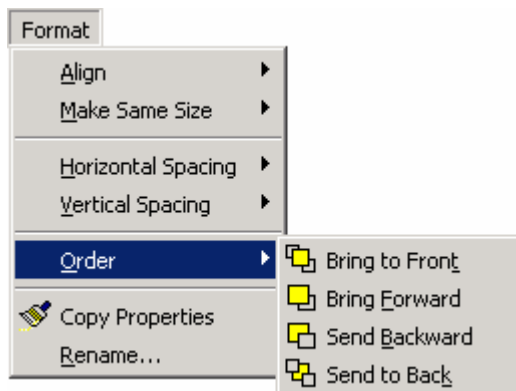 Format
Align
Make Same Size
Horizontal Spacing
Vertical Spacing
Order
Bring to Front
Bring Forward
Send Backward
Send to Back
Copy Properties
Rename...